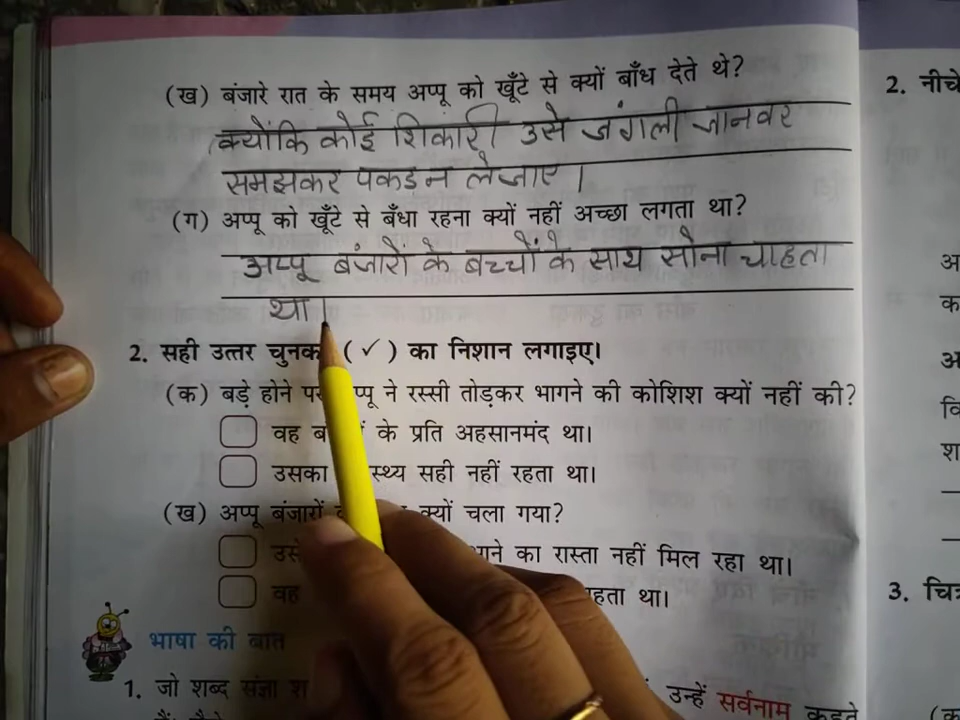 (ख) बंजारे रात के समय अप्पू को खूँटे से क्यों बाँध देते थे?
क्योंकि कोई शिकारी उसे जंगली जानवर
समझकर पकड़ न लेजाए।
(ग) अप्पू को खूँटे से बँधा रहना क्यों नहीं अच्छा लगता था?
अप्पू बंजारों के बच्चों के साथ सोना चाहता
था।
2. सही उत्तर चुनकर (✓) का निशान लगाइए।
(क) बड़े होने पर अप्पू ने रस्सी तोड़कर भागने की कोशिश क्यों नहीं की?
वह के प्रति अहसानमंद था।
उसका सही नहीं रहता था।
(ख) अप्पू बंजारों क्यों चला गया?
का रास्ता नहीं मिल रहा था।
वह था।
भाषा की बात
1. जो शब्द संज्ञा उन्हें सर्वनाम कहते
2. नीचे
3.